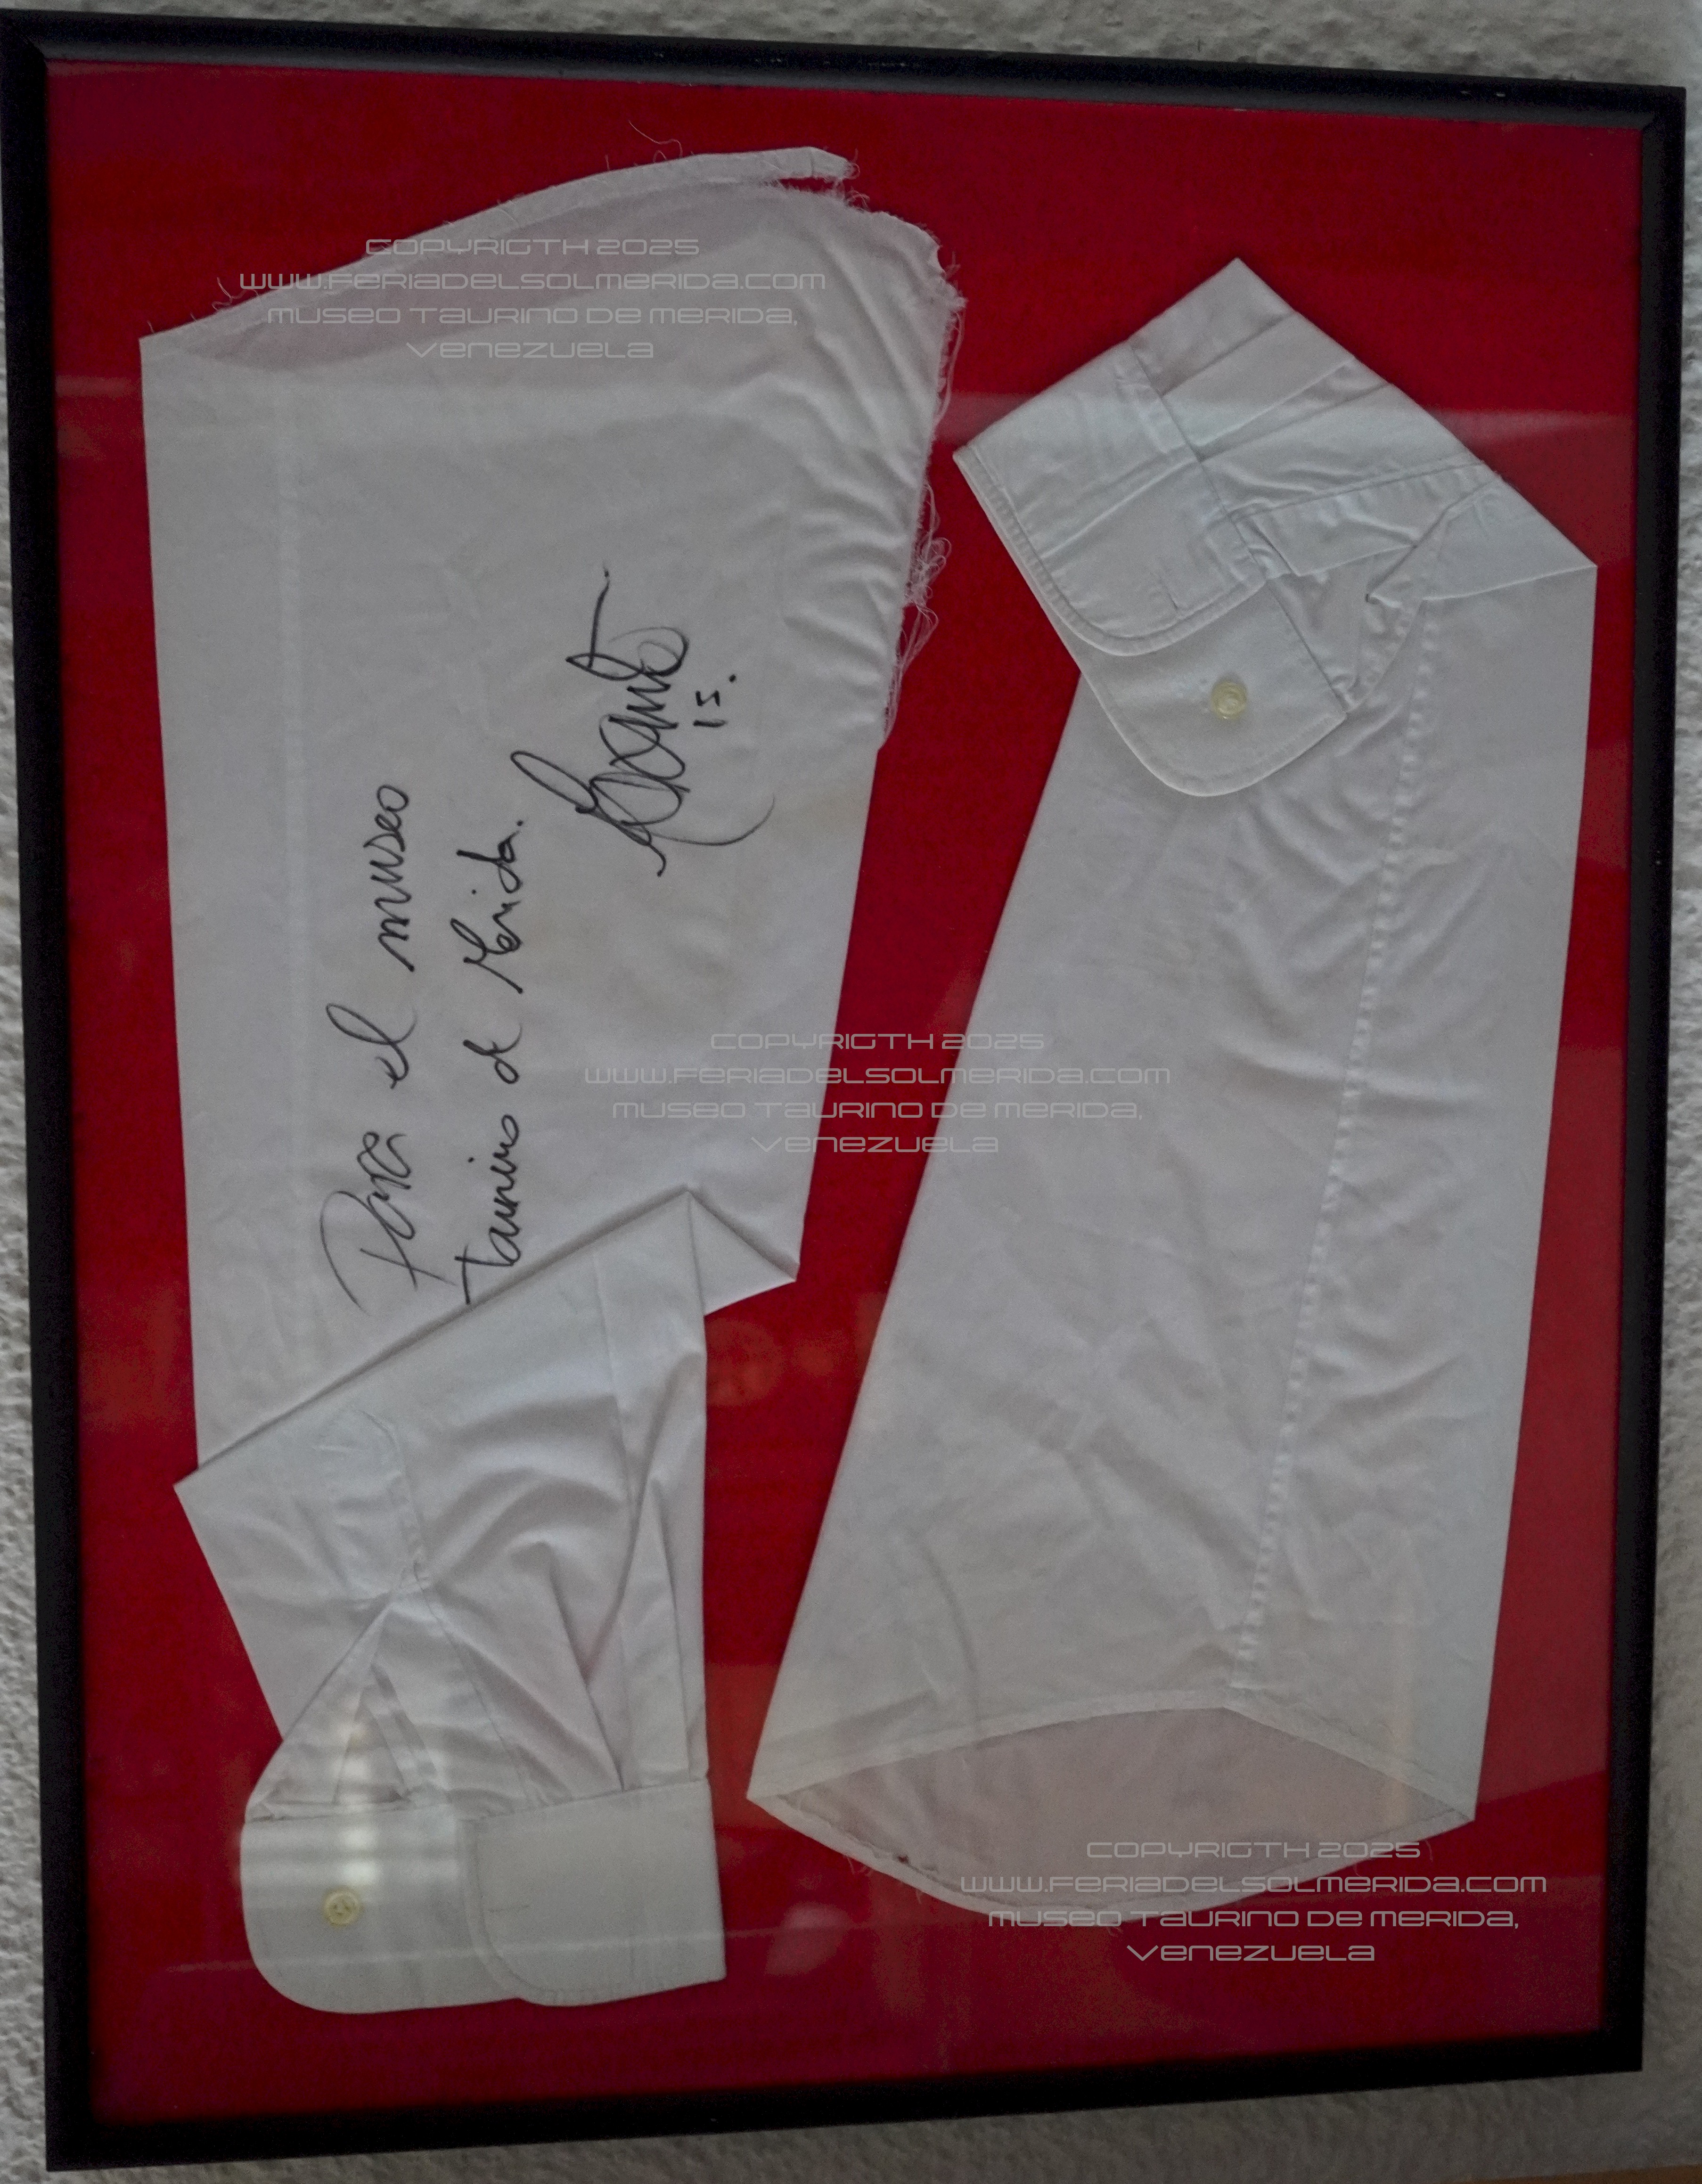 COPYRIGTH 2025
WWW.FERIADELSOLMERIDA.COM
MUSEO TAURINO DE MERIDA,
VENEZUELA
Para el museo
taurino de Merida.
15.
COPYRIGTH 2025
WWW.FERIADELSOLMERIDA.COM
MUSEO TAURINO DE MERIDA,
VENEZUELA
COPYRIGTH 2025
WWW.FERIADELSOLMERIDA.COM
MUSEO TAURINO DE MERIDA,
VENEZUELA